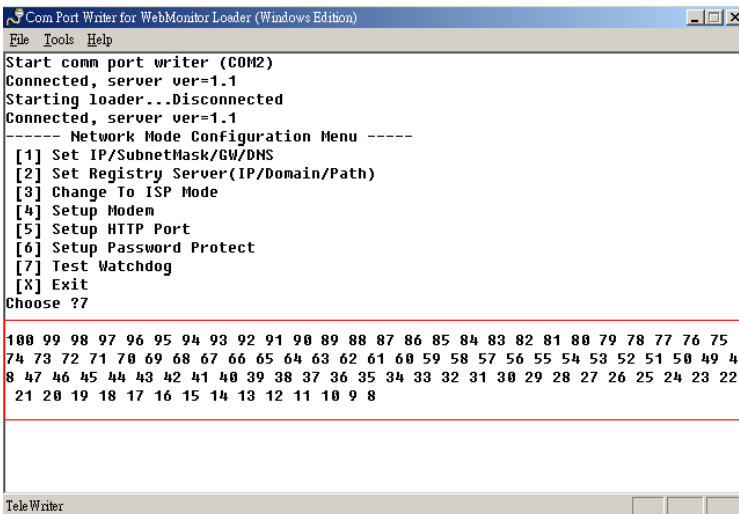 Com Port Writer for WebMonitor Loader (Windows Edition)
File Tools Help
Start comm port writer (COM2)
Connected, server ver=1.1
Starting loader...Disconnected
Connected, server ver=1.1
------ Network Mode Configuration Menu -----
[1] Set IP/SubnetMask/GW/DNS
[2] Set Registry Server(IP/Domain/Path)
[3] Change To ISP Mode
[4] Setup Modem
[5] Setup HTTP Port
[6] Setup Password Protect
[7] Test Watchdog
[X] Exit
Choose ?7
100 99 98 97 96 95 94 93 92 91 90 89 88 87 86 85 84 83 82 81 80 79 78 77 76 75
74 73 72 71 70 69 68 67 66 65 64 63 62 61 60 59 58 57 56 55 54 53 52 51 50 49 4
8 47 46 45 44 43 42 41 40 39 38 37 36 35 34 33 32 31 30 29 28 27 26 25 24 23 22
21 20 19 18 17 16 15 14 13 12 11 10 9 8
TeleWriter